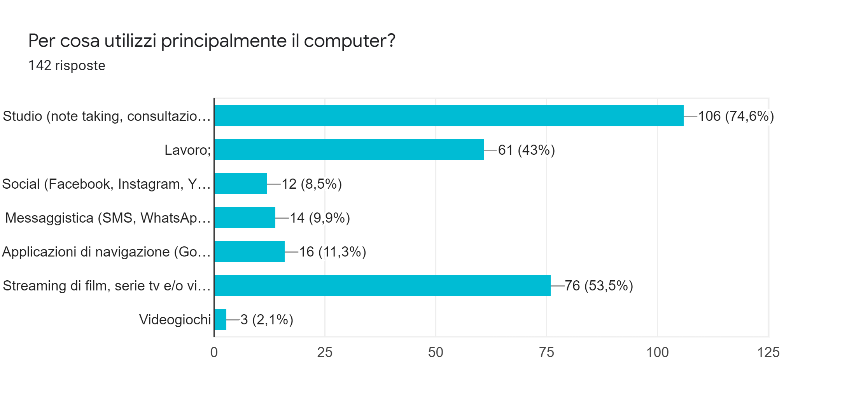 Per cosa utilizzi principalmente il computer?
142 risposte
Studio (note taking, consultazio… 106 (74,6%)
Lavoro; 61 (43%)
Social (Facebook, Instagram, Y… 12 (8,5%)
Messaggistica (SMS, WhatsAp… 14 (9,9%)
Applicazioni di navigazione (Go… 16 (11,3%)
Streaming di film, serie tv e/o vi… 76 (53,5%)
Videogiochi 3 (2,1%)
0 25 50 75 100 125